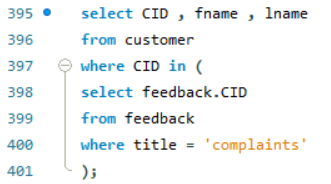 395 select CID , fname , lname
396 from customer
397 where CID in (
398 select feedback.CID
399 from feedback
400 where title = 'complaints'
401 );